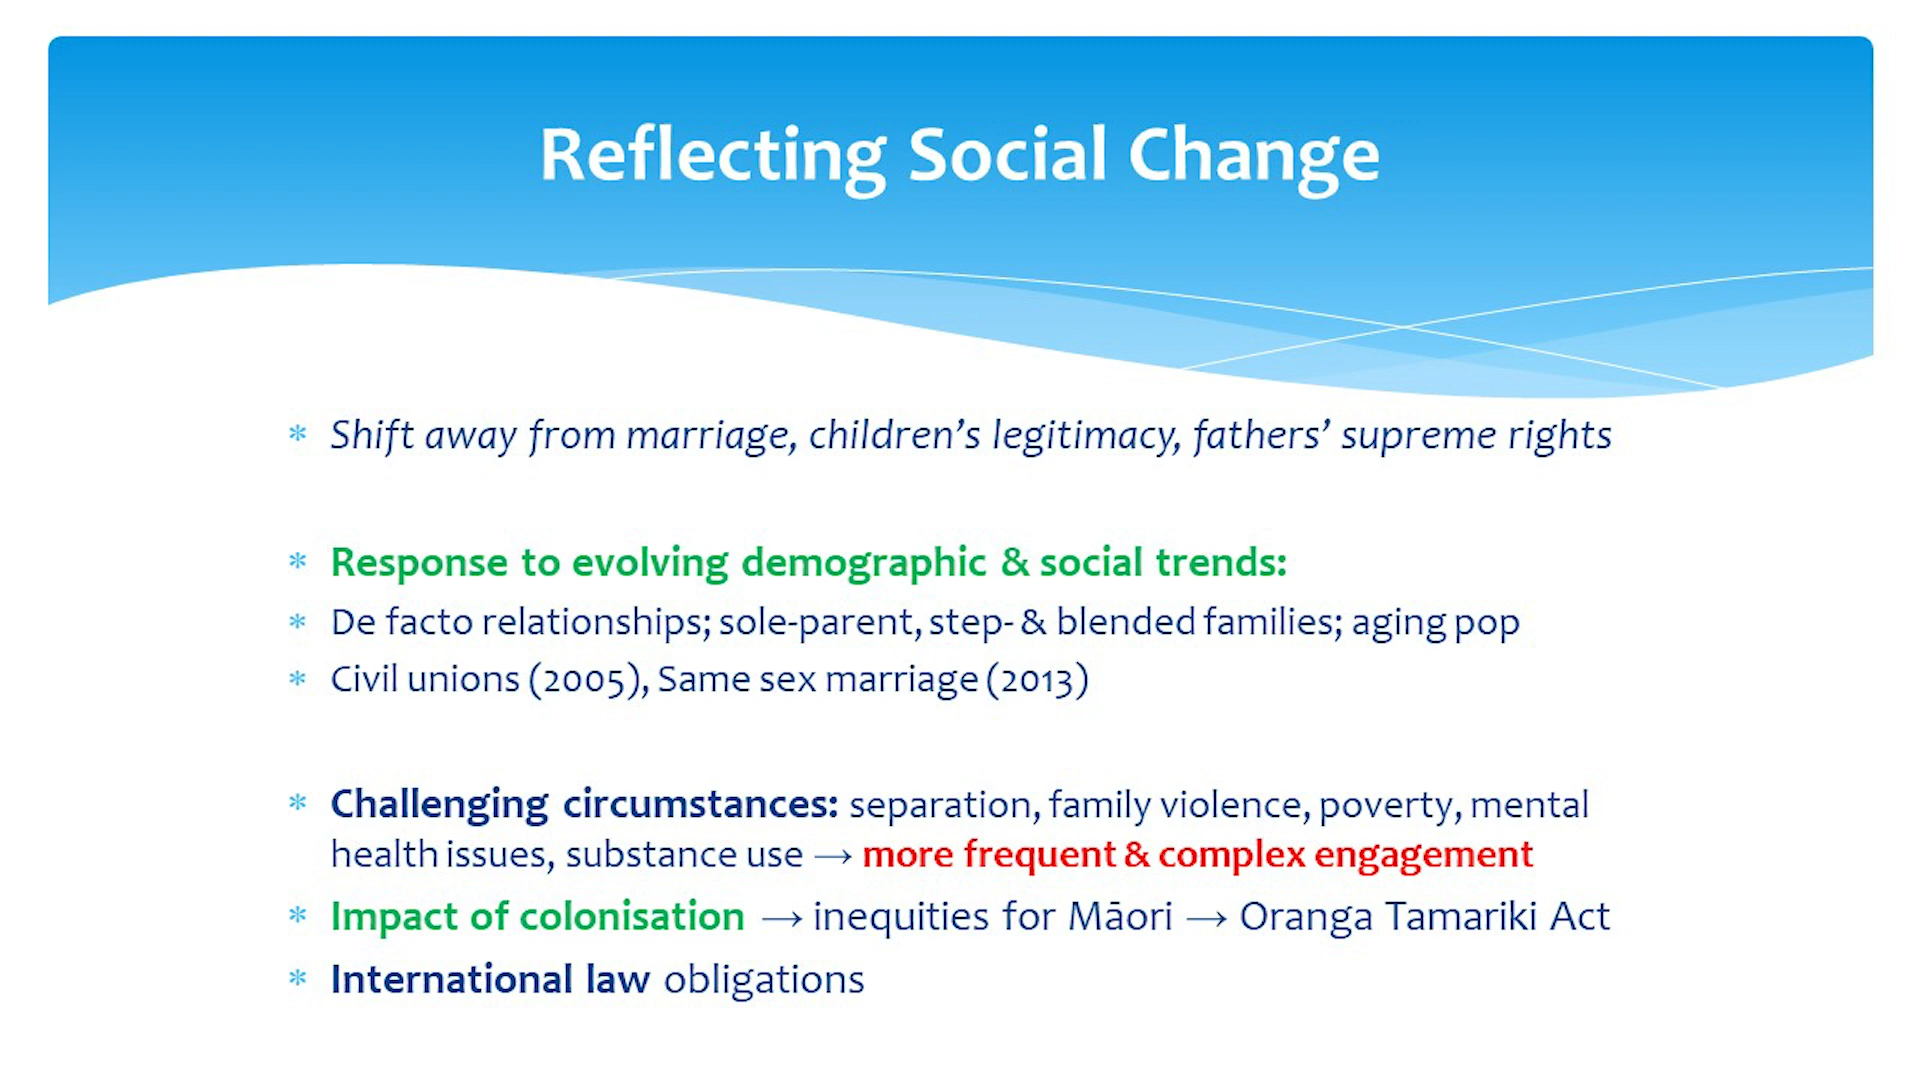 Reflecting Social Change
* Shift away from marriage, children’s legitimacy, fathers’ supreme rights
* Response to evolving demographic & social trends:
* De facto relationships; sole-parent, step- & blended families; aging pop
* Civil unions (2005), Same sex marriage (2013)
* Challenging circumstances: separation, family violence, poverty, mental
health issues, substance use → more frequent & complex engagement
* Impact of colonisation → inequities for Māori → Oranga Tamariki Act
* International law obligations